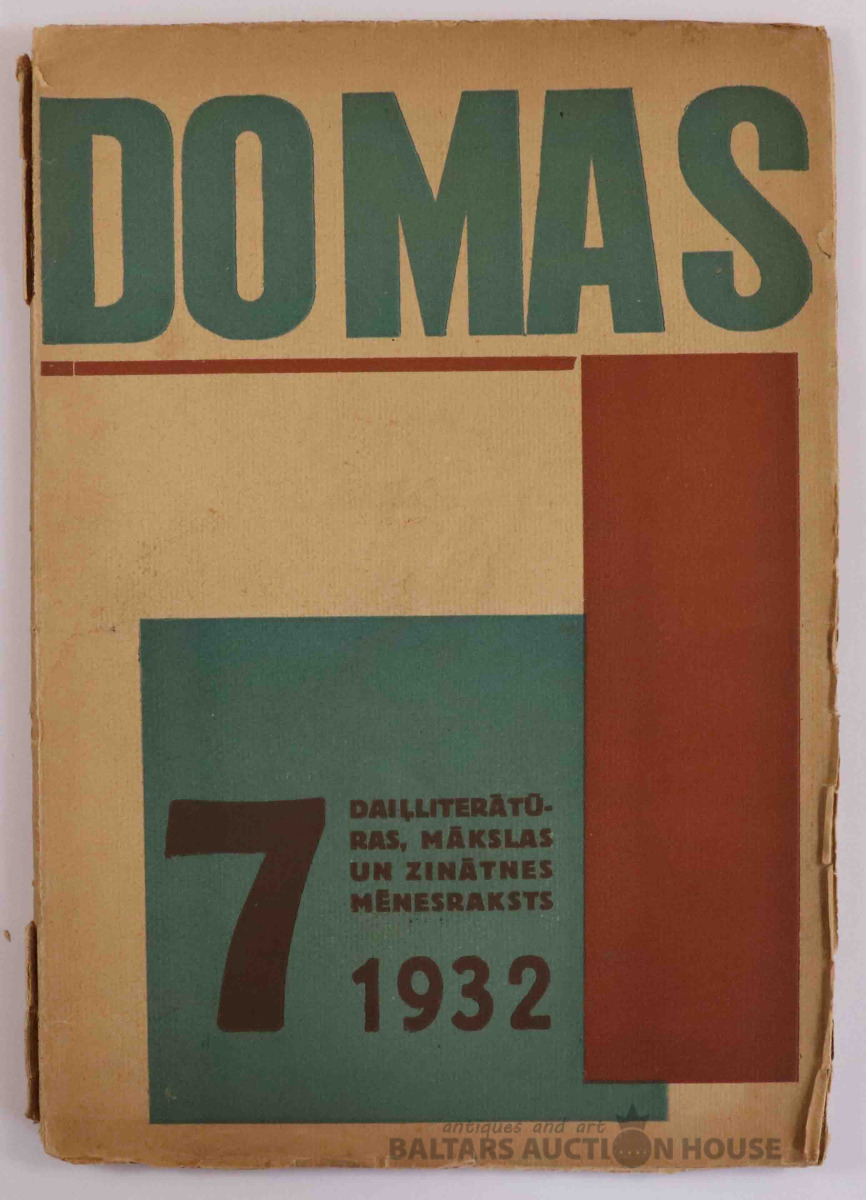 DOMAS
7
DAIĻLITERĀTŪ-
RAS, MĀKSLAS
UN ZINĀTNES
MĒNESRAKSTS
1932
antiques and art
BALTARS AUCTION HOUSE